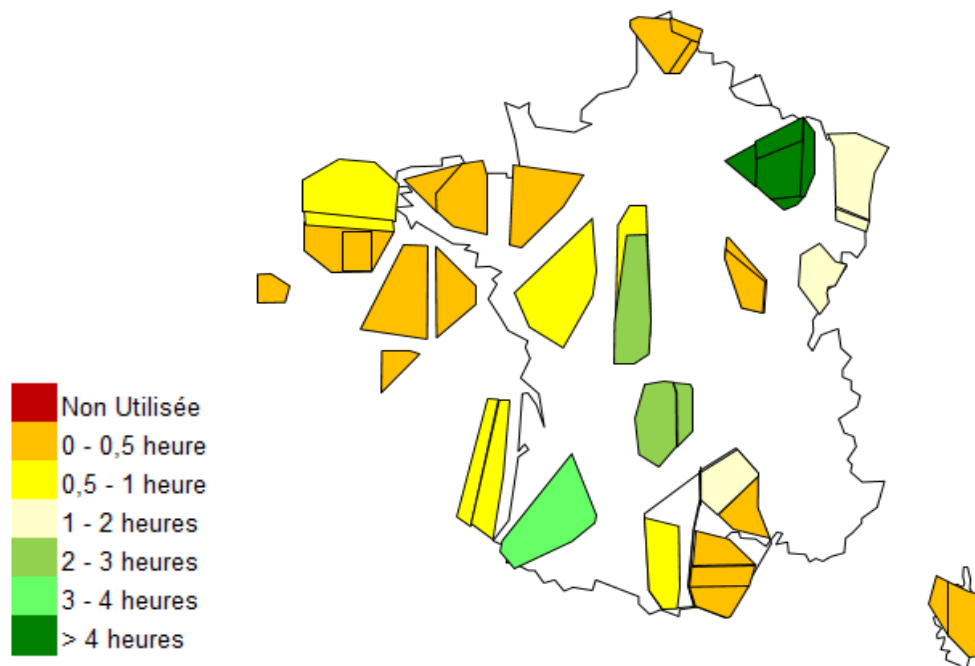 Non Utilisée
0 - 0,5 heure
0,5 - 1 heure
1 - 2 heures
2 - 3 heures
3 - 4 heures
> 4 heures